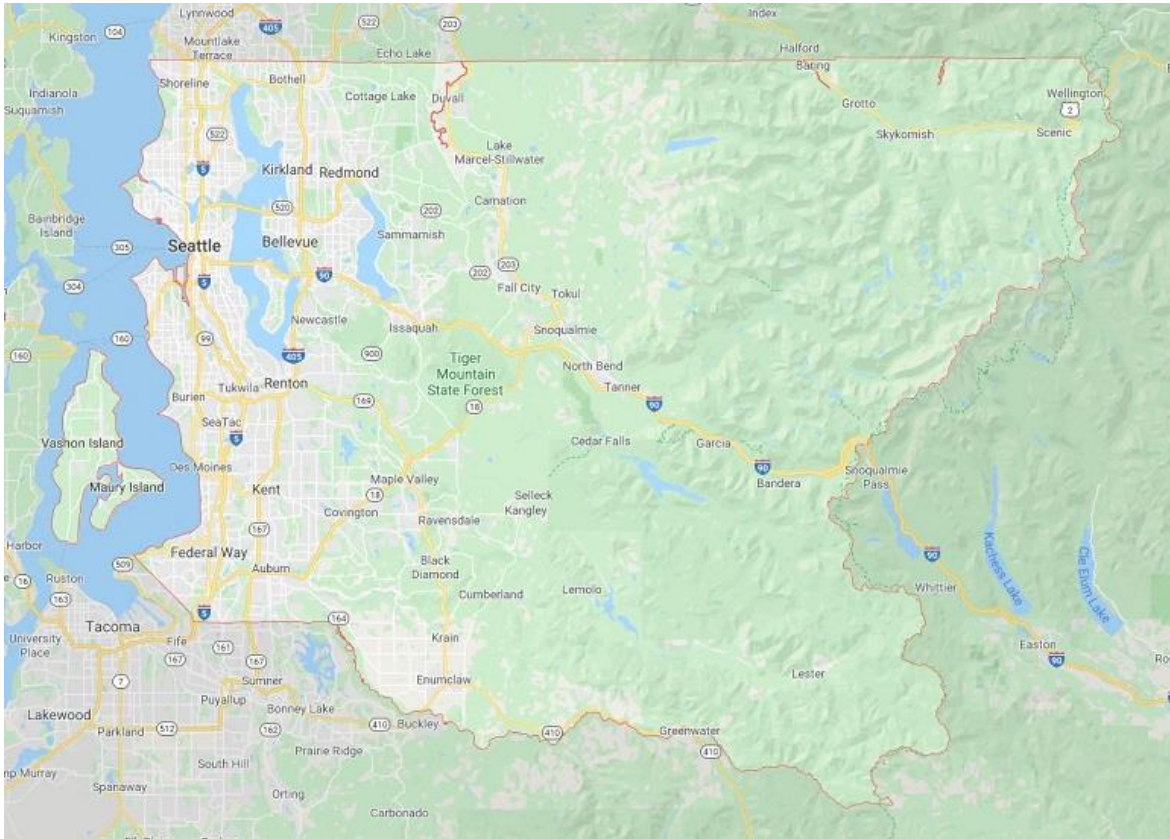 Lynnwood
Index
Kingston
104
405
522
203
Mountlake
Terrace
Echo Lake
Halford
Baring
Shoreline
Bothell
Indianola
Cottage Lake
Duvall
Wellington
Suquamish
Grotto
2
522
Skykomish
Scenic
Lake
Marcel-Stillwater
5
Kirkland
Redmond
Carnation
520
202
Bainbridge
Island
Sammamish
305
Seattle
Bellevue
203
202
90
5
304
Fall City
Tokul
Newcastle
Issaquah
Snoqualmie
160
99
160
405
900
Tiger
Mountain
State Forest
North Bend
Tukwila
Renton
Tanner
Burien
169
18
90
SeaTac
5
Vashon Island
Cedar Falls
Garcia
Des Moines
90
Snoqualmie
Pass
Maury Island
Maple Valley
Bandera
Kent
18
Selleck
Kangley
Covington
Ravensdale
167
Harbor
Federal Way
90
Kachess Lake
Cle Elum Lake
509
Auburn
Black
Diamond
16
Ruston
Cumberland
Lemolo
Whittier
163
5
164
Tacoma
University
Place
Fife
161
Krain
Easton
167
167
90
Ro
7
Sumner
Enumclaw
Lester
Puyallup
Lakewood
Bonney Lake
Parkland
512
162
410
Buckley
410
Greenwater
Prairie Ridge
410
mp Murray
South Hill
Spanaway
Orting
Carbonado